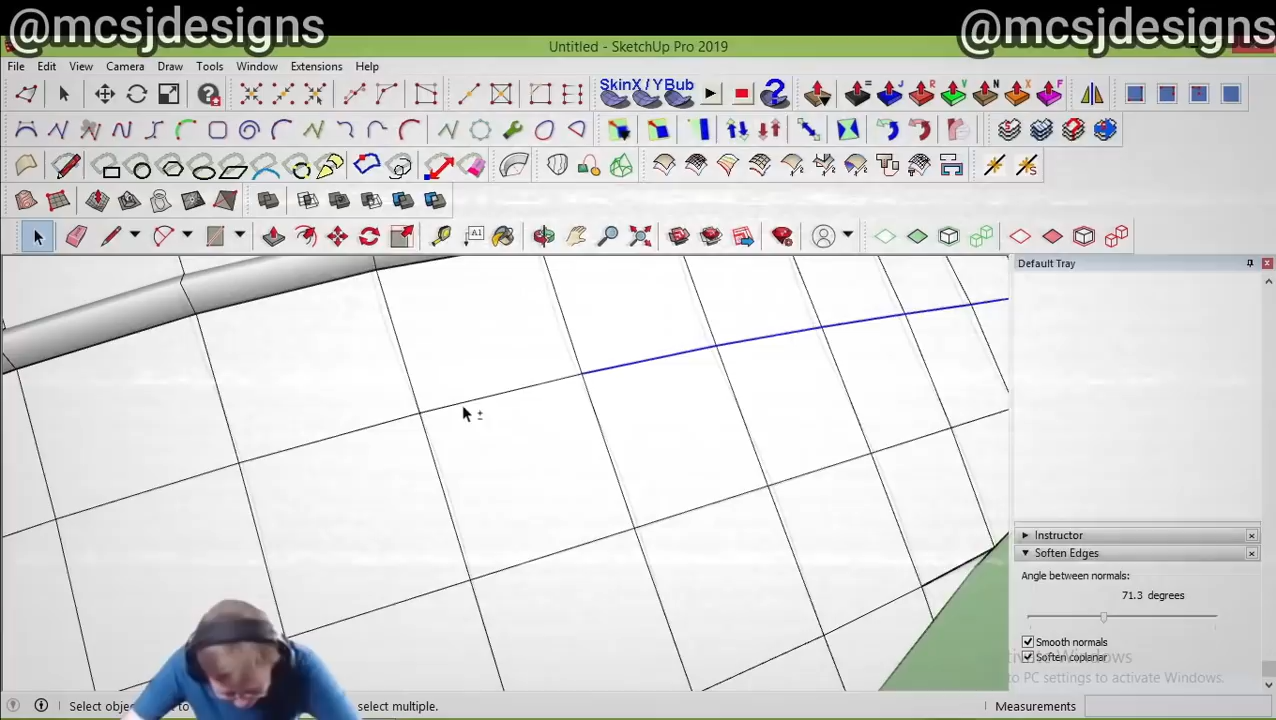 @mcsjdesigns
@mcsjdesigns
Untitled - SketchUp Pro 2019
File Edit View Camera Draw Tools Window Extensions Help
SkinX / YBub
A1
Default Tray
Instructor
Soften Edges
Angle between normals:
71.3 degrees
Smooth normals
Soften coplanar
Windows
to PC settings to activate Windows.
Select select multiple.
Measurements